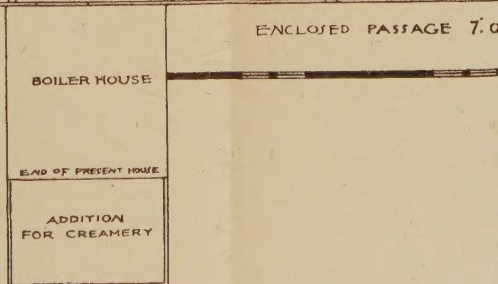 ENCLOSED PASSAGE 7'. 0
BOILER HOUSE
END OF PRESENT HOUSE
ADDITION
FOR CREAMERY